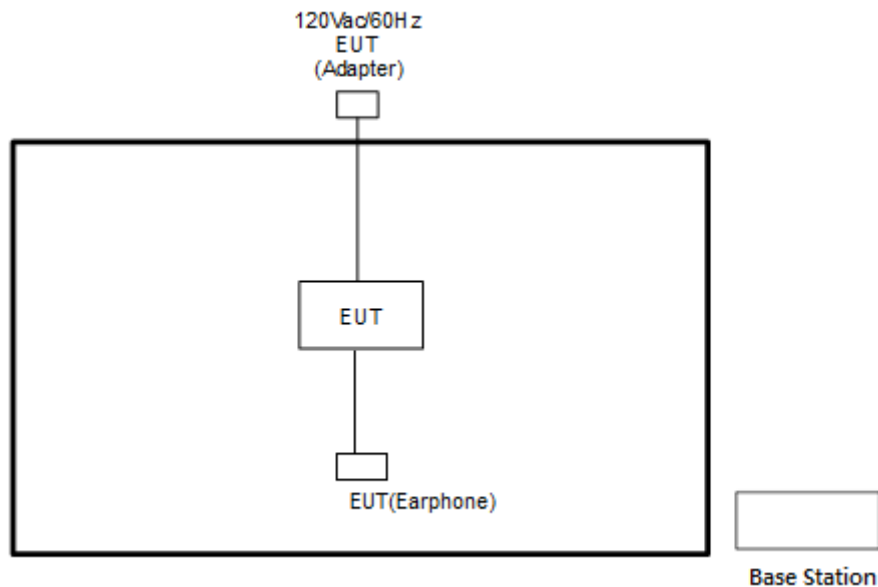 120Vac/60Hz
EUT
(Adapter)
EUT
EUT(Earphone)
Base Station